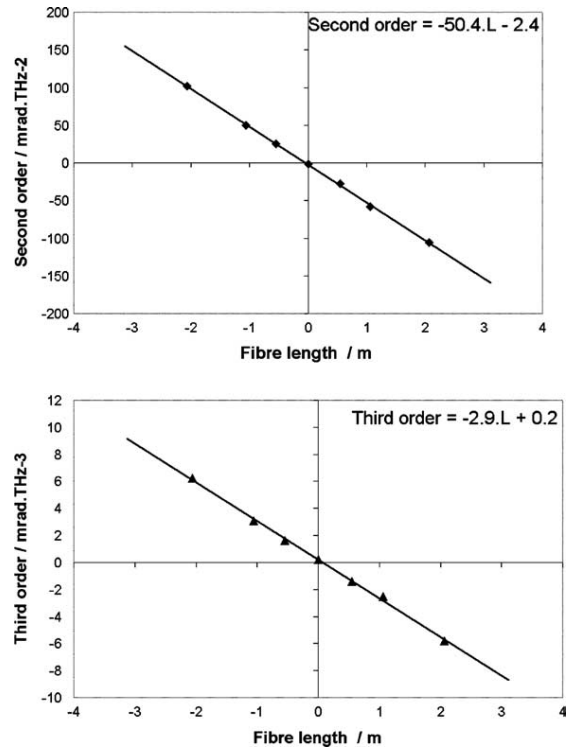 Second order = -50.4.L - 2.4
200
150
100
50
0
-50
-100
-150
-200
Second order / mrad.THz-2
-4 -3 -2 -1 0 1 2 3 4
Fibre length / m
Third order = -2.9.L + 0.2
12
10
8
6
4
2
0
-2
-4
-6
-8
-10
Third order / mrad.THz-3
-4 -3 -2 -1 0 1 2 3 4
Fibre length / m